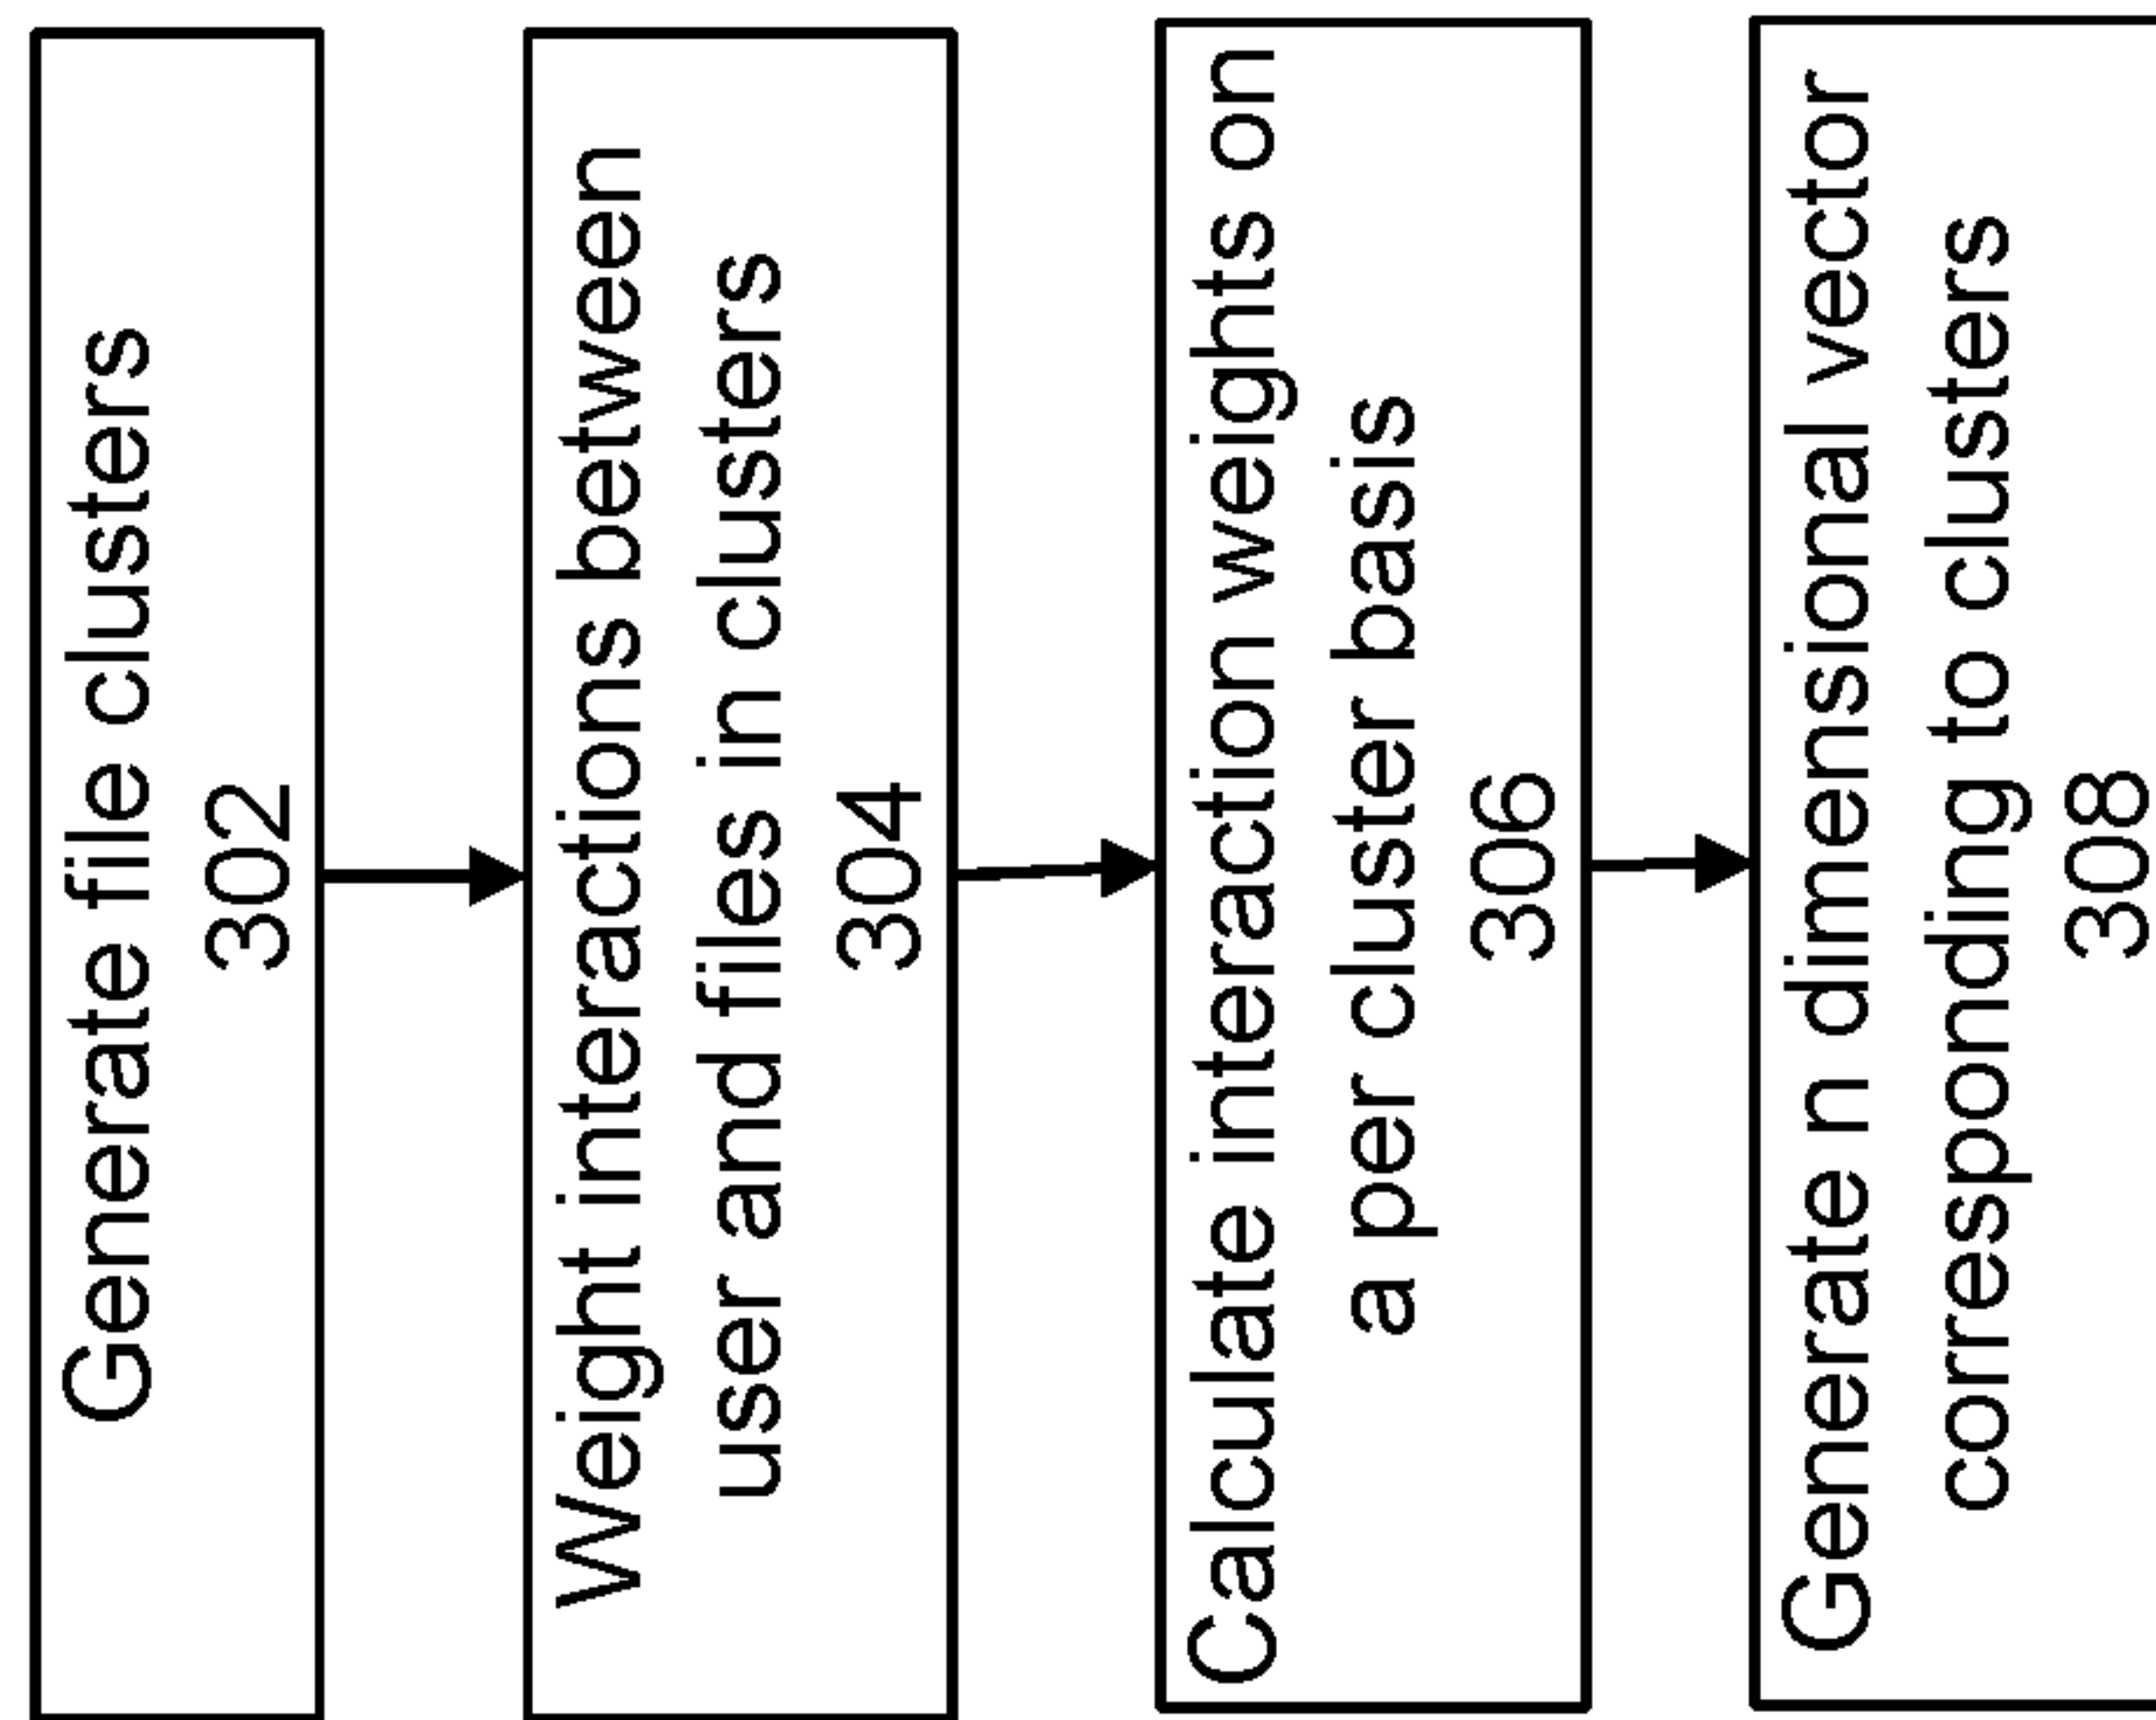 Generate file clusters
302
Weight interactions between
user and files in clusters
304
Calculate interaction weights on
a per cluster basis
306
Generate n dimensional vector
corresponding to clusters
308